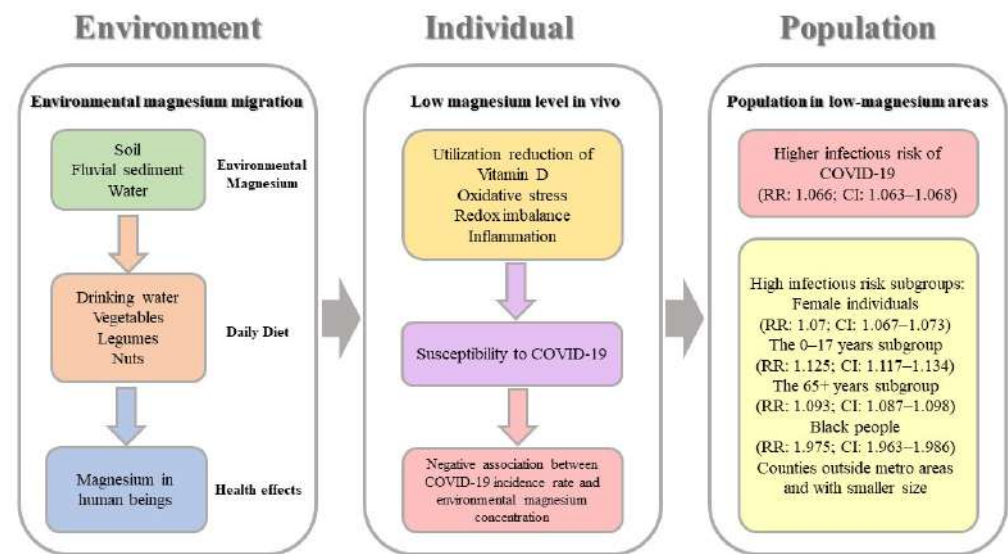 Environment
Environmental magnesium migration
Soil
Fluvial sediment
Water
Environmental
Magnesium
Drinking water
Vegetables
Legumes
Nuts
Daily Diet
Magnesium in
human beings
Health effects
Individual
Low magnesium level in vivo
Utilization reduction of
Vitamin D
Oxidative stress
Redox imbalance
Inflammation
Susceptibility to COVID-19
Negative association between
COVID-19 incidence rate and
environmental magnesium
concentration
Population
Population in low-magnesium areas
Higher infectious risk of
COVID-19
(RR: 1.066; CI: 1.063–1.068)
High infectious risk subgroups:
Female individuals
(RR: 1.07; CI: 1.067–1.073)
The 0–17 years subgroup
(RR: 1.125; CI: 1.117–1.134)
The 65+ years subgroup
(RR: 1.093; CI: 1.087–1.098)
Black people
(RR: 1.975; CI: 1.963–1.986)
Counties outside metro areas
and with smaller size